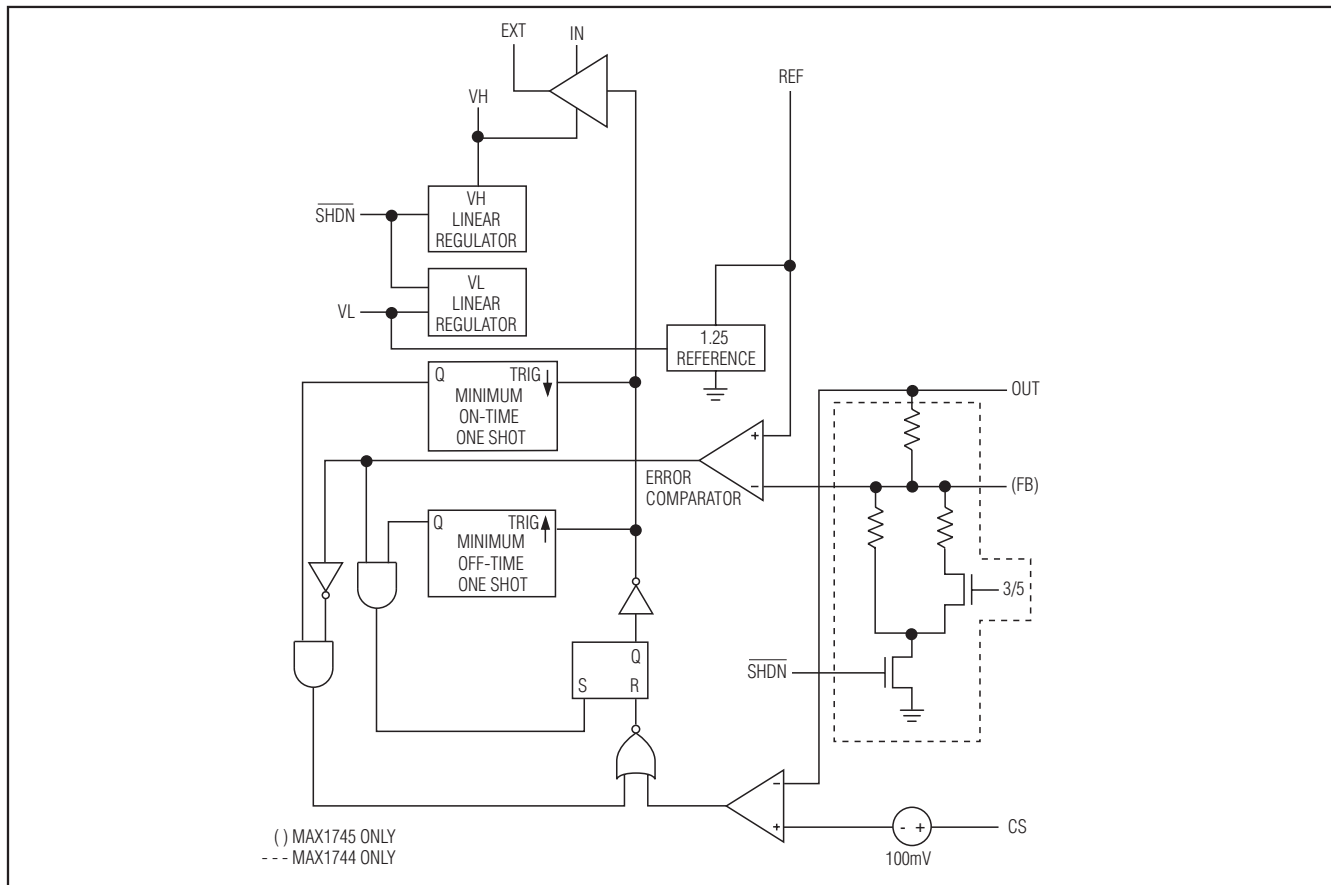 EXT
IN
VH
REF
VH
LINEAR
REGULATOR
SHDN
VL
LINEAR
REGULATOR
VL
1.25
REFERENCE
Q TRIG
MINIMUM
ON-TIME
ONE SHOT
OUT
+
-
ERROR
COMPARATOR
(FB)
Q TRIG
MINIMUM
OFF-TIME
ONE SHOT
3/5
Q
S R
SHDN
-
+
- +
100mV
CS
( ) MAX1745 ONLY
--- MAX1744 ONLY